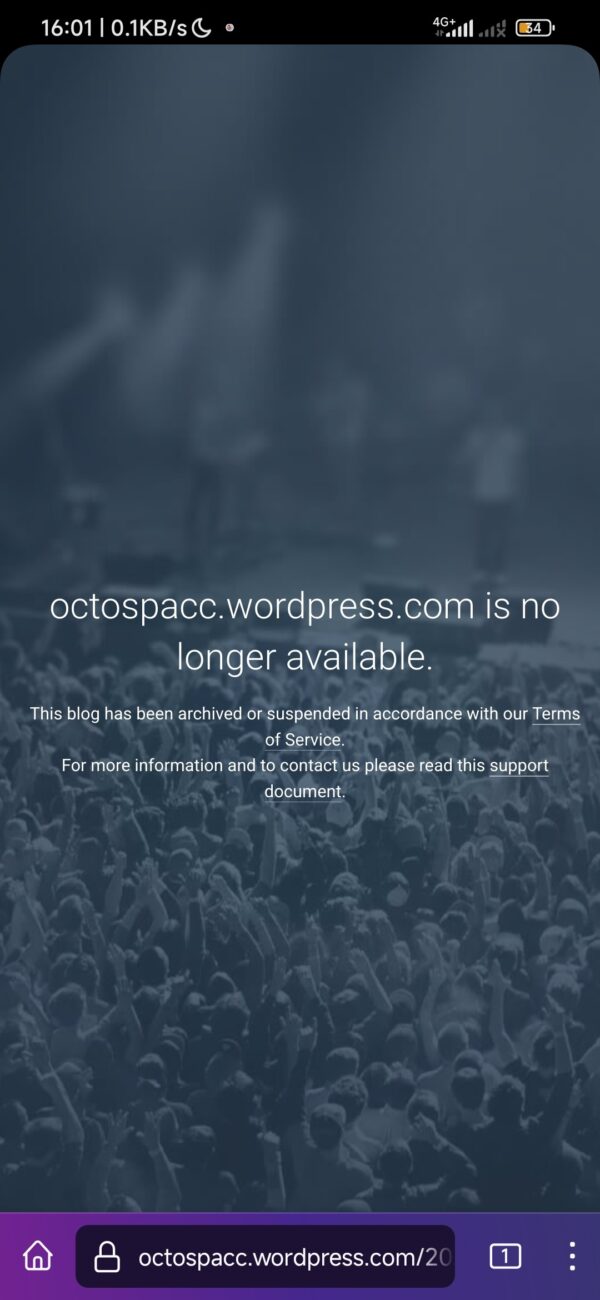 16:01 | 0.1KB/s
4G+
34
octospacc.wordpress.com is no
longer available.
This blog has been archived or suspended in accordance with our Terms
of Service.
For more information and to contact us please read this support
document.
octospacc.wordpress.com/20
1